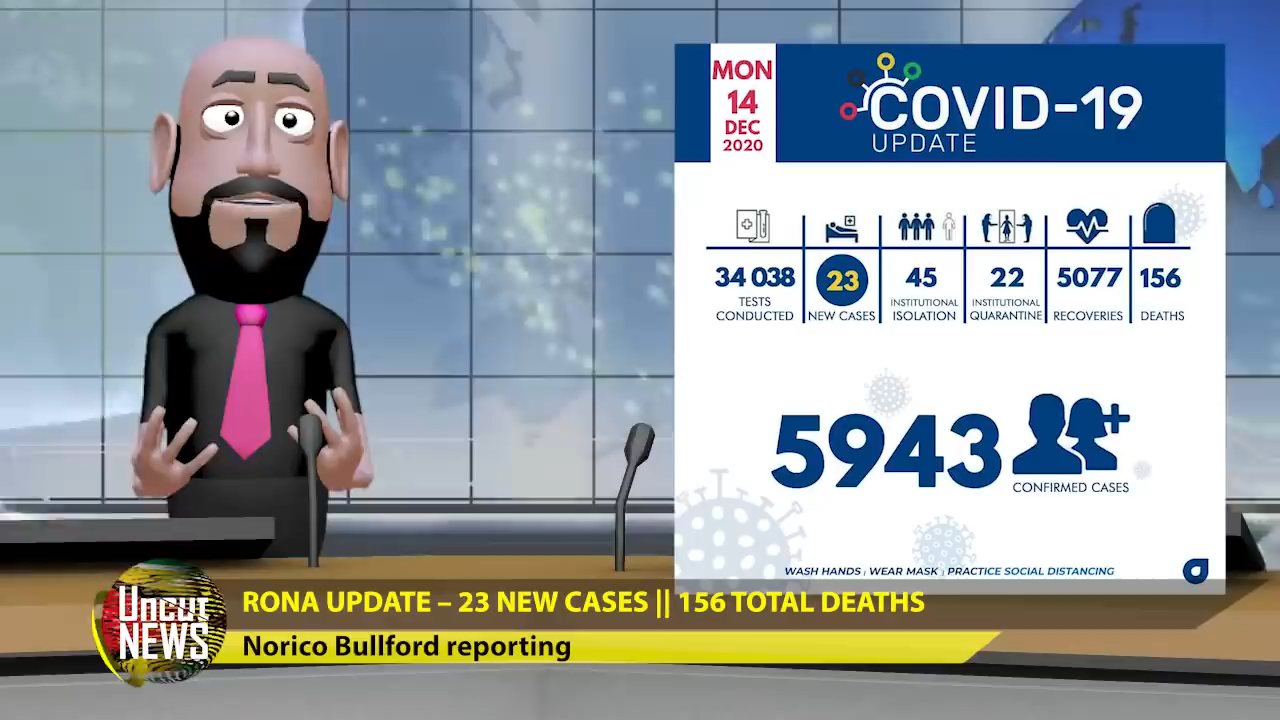 MON
14
DEC
2020
COVID-19
UPDATE
34 038
TESTS
CONDUCTED
23
NEW CASES
45
INSTITUTIONAL
ISOLATION
22
INSTITUTIONAL
QUARANTINE
5077
RECOVERIES
156
DEATHS
5943
CONFIRMED CASES
WASH HANDS | WEAR MASK | PRACTICE SOCIAL DISTANCING
UNCUT
NEWS
RONA UPDATE – 23 NEW CASES || 156 TOTAL DEATHS
Norico Bullford reporting